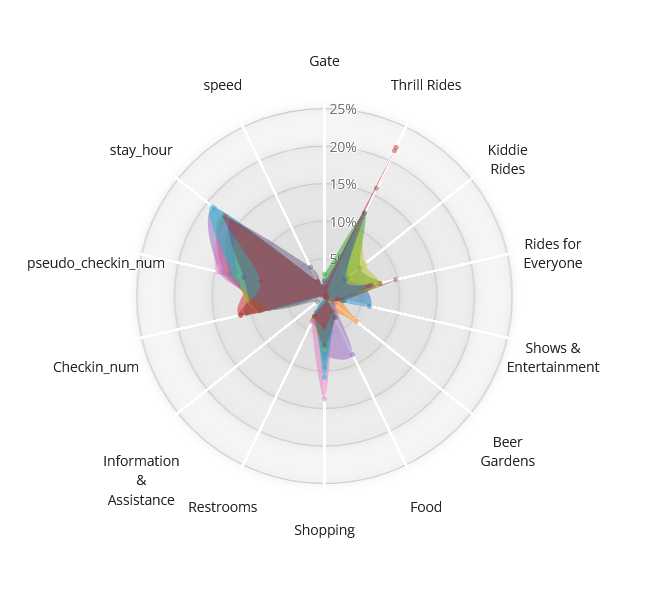 Gate
speed
Thrill Rides
25%
20%
15%
10%
stay_hour
Kiddie
Rides
pseudo_checkin_num
Rides for
Everyone
Checkin_num
Shows &
Entertainment
Information
&
Assistance
Beer
Gardens
Restrooms
Food
Shopping